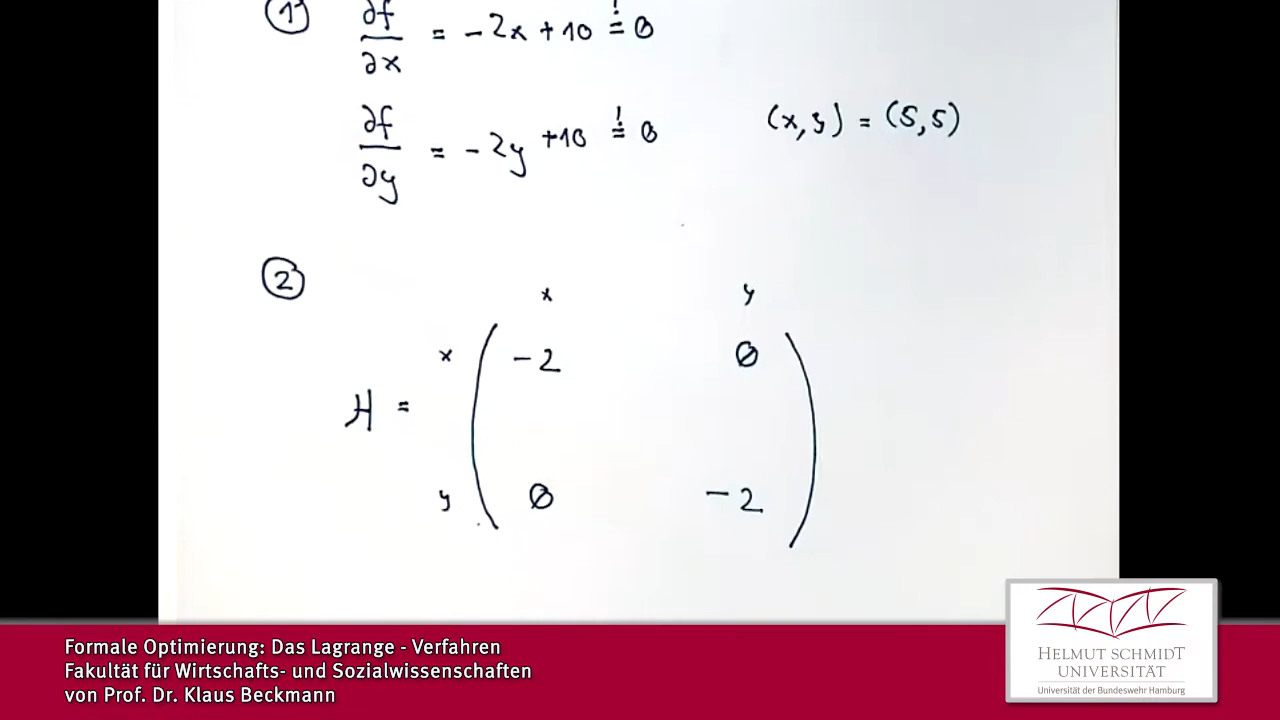 ① ∂f/∂x = -2x + 10 =! 0
∂f/∂y = -2y +10 =! 0 (x, y) = (5, 5)
②
x y
x -2 0
H =
y 0 -2
Formale Optimierung: Das Lagrange - Verfahren
Fakultät für Wirtschafts- und Sozialwissenschaften
von Prof. Dr. Klaus Beckmann
HELMUT SCHMIDT
UNIVERSITÄT
Universität der Bundeswehr Hamburg